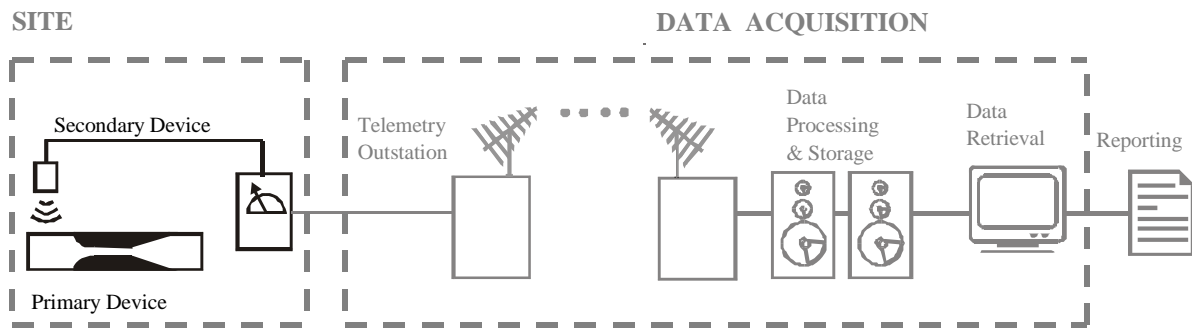 SITE
DATA ACQUISITION
Secondary Device
Telemetry
Outstation
Data
Processing
& Storage
Data
Retrieval
Reporting
Primary Device